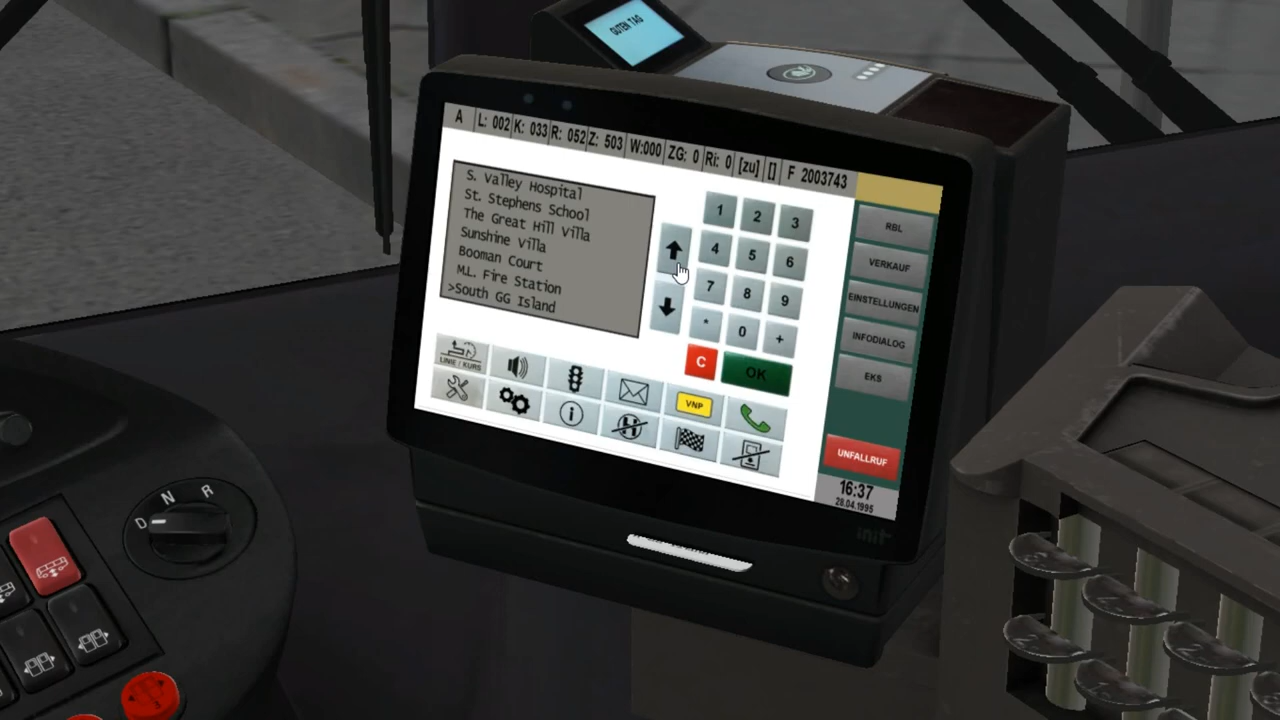 GUTEN TAG
A L: 002 K: 033 R: 052 Z: 503 W:000 ZG: 0 Ri: 0 [zu] [] F 2003743
S. Valley Hospital
St. Stephens School
The Great Hill Villa
Sunshine Villa
Booman Court
M.L. Fire Station
>South GG Island
1 2 3
4 5 6
7 8 9
* 0 +
C OK
RBL
VERKAUF
EINSTELLUNGEN
INFODIALOG
EKS
UNFALLRUF
16:37
28.04.1995
LINIE / KURS
VNP
i
H
init
D N R